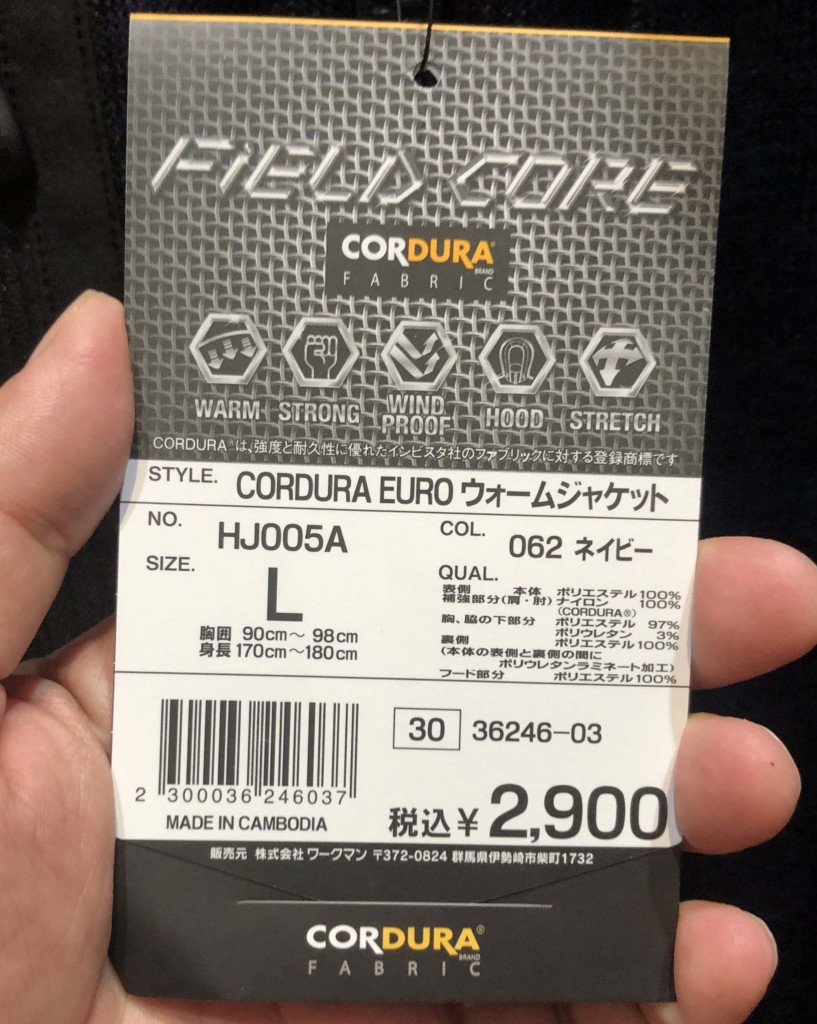 FiELD CORE
CORDURA®
BRAND
FABRIC
WARM STRONG WIND PROOF HOOD STRETCH
CORDURA®は、強度と耐久性に優れたインビスタ社のファブリックに対する登録商標です
STYLE. CORDURA EURO ウォームジャケット
NO. HJ005A
COL. 062 ネイビー
SIZE. L
胸囲 90cm～ 98cm
身長 170cm～180cm
QUAL.
表側 本体 ポリエステル100%
補強部分(肩・肘) ナイロン 100%
(CORDURA®)
胸、脇の下部分 ポリエステル 97%
ポリウレタン 3%
裏側 ポリエステル100%
(本体の表側と裏側の間に
ポリウレタンラミネート加工)
フード部分 ポリエステル100%
30 36246-03
2 300036 246037
MADE IN CAMBODIA
税込¥2,900
販売元 株式会社 ワークマン 〒372-0824 群馬県伊勢崎市柴町1732
CORDURA®
BRAND
FABRIC